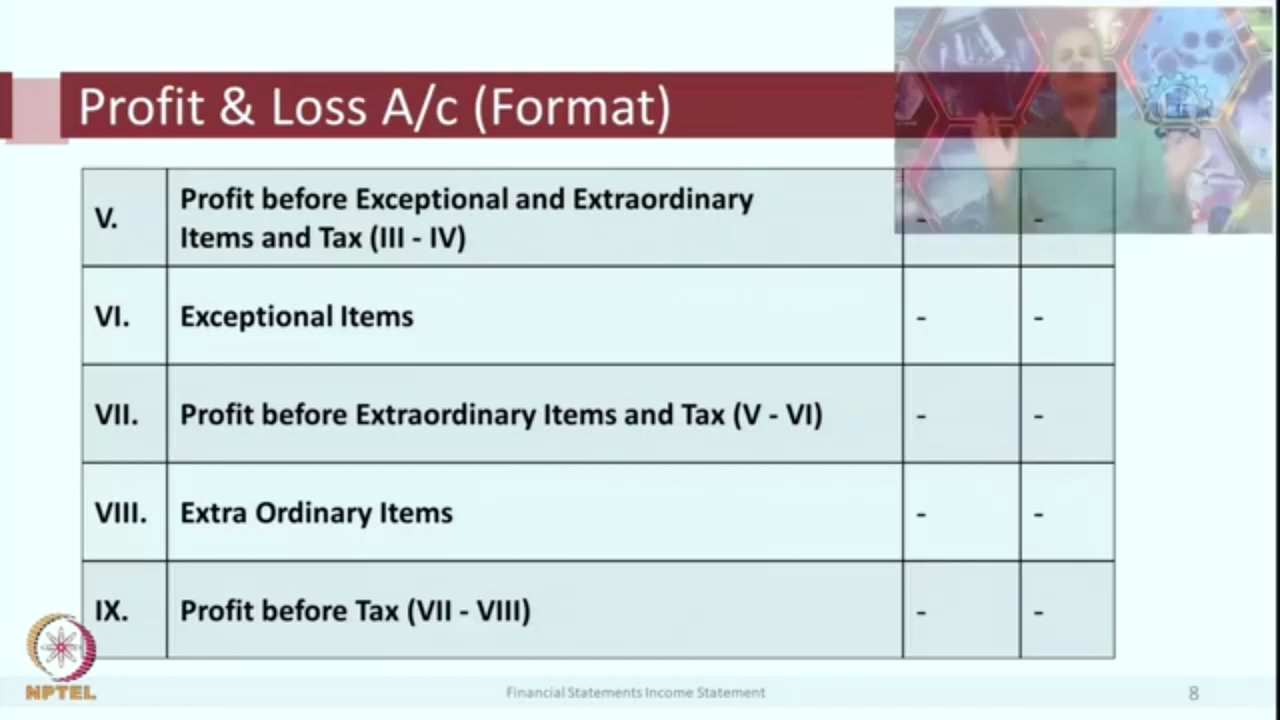 Profit & Loss A/c (Format)
V. Profit before Exceptional and Extraordinary - -
Items and Tax (III - IV)
VI. Exceptional Items - -
VII. Profit before Extraordinary Items and Tax (V - VI) - -
VIII. Extra Ordinary Items - -
IX. Profit before Tax (VII - VIII) - -
NPTEL
Financial Statements Income Statement 8